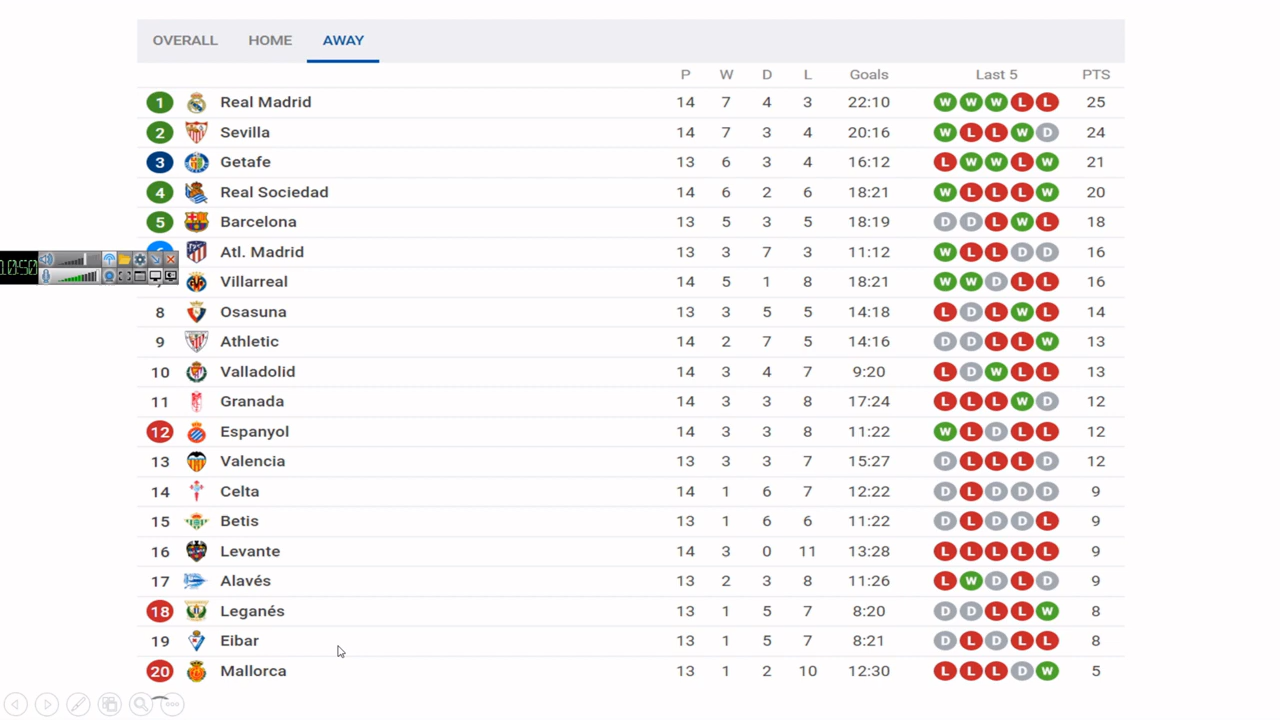 OVERALL HOME AWAY
P W D L Goals Last 5 PTS
1 Real Madrid 14 7 4 3 22:10 W W W L L 25
2 Sevilla 14 7 3 4 20:16 W L L W D 24
3 Getafe 13 6 3 4 16:12 L W W L W 21
4 Real Sociedad 14 6 2 6 18:21 W L L L W 20
5 Barcelona 13 5 3 5 18:19 D D L W L 18
Atl. Madrid 13 3 7 3 11:12 W L L D D 16
Villarreal 14 5 1 8 18:21 W W D L L 16
8 Osasuna 13 3 5 5 14:18 L D L W L 14
9 Athletic 14 2 7 5 14:16 D D L L W 13
10 Valladolid 14 3 4 7 9:20 L D W L L 13
11 Granada 14 3 3 8 17:24 L L L W D 12
12 Espanyol 14 3 3 8 11:22 W L D L L 12
13 Valencia 13 3 3 7 15:27 D L L L D 12
14 Celta 14 1 6 7 12:22 D L D D D 9
15 Betis 13 1 6 6 11:22 D L D D L 9
16 Levante 14 3 0 11 13:28 L L L L L 9
17 Alavés 13 2 3 8 11:26 L W D L D 9
18 Leganés 13 1 5 7 8:20 D D L L W 8
19 Eibar 13 1 5 7 8:21 D L D L L 8
20 Mallorca 13 1 2 10 12:30 L L L D W 5